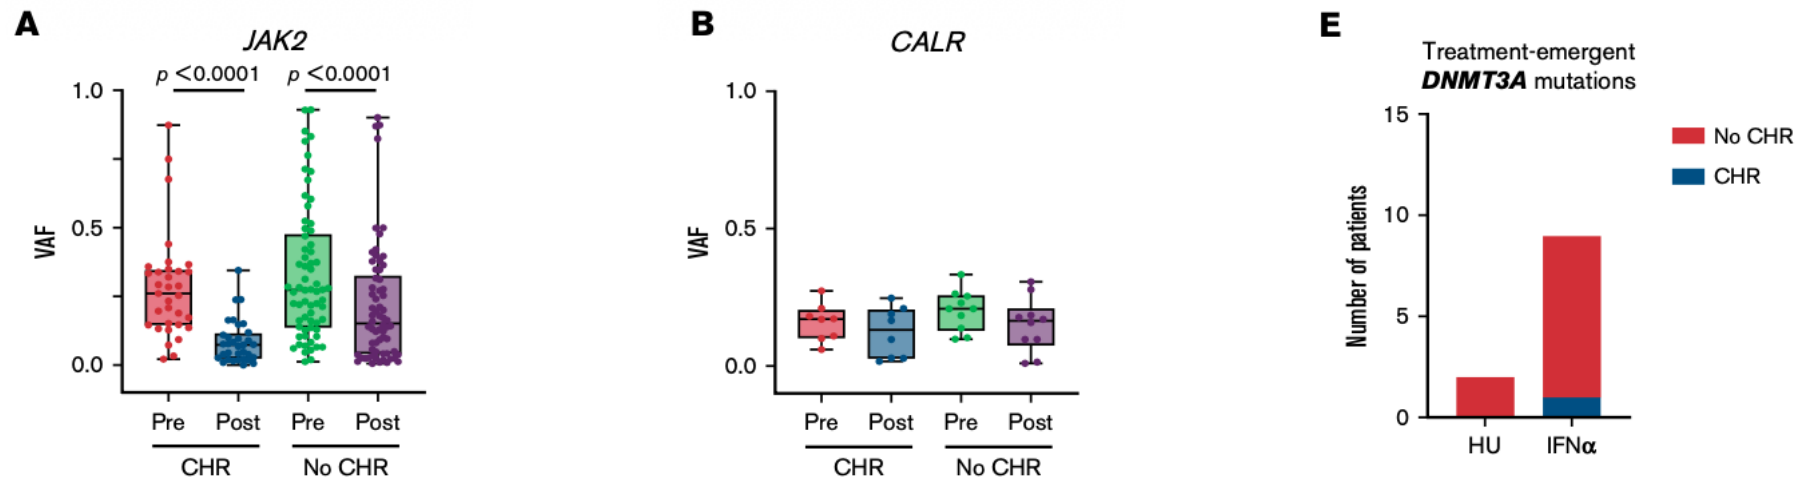 A
JAK2
p <0.0001 p <0.0001
1.0
0.5
0.0
VAF
Pre Post Pre Post
CHR No CHR
B
CALR
1.0
0.5
0.0
VAF
Pre Post Pre Post
CHR No CHR
E
Treatment-emergent
DNMT3A mutations
15
10
5
0
Number of patients
HU IFNα
No CHR
CHR